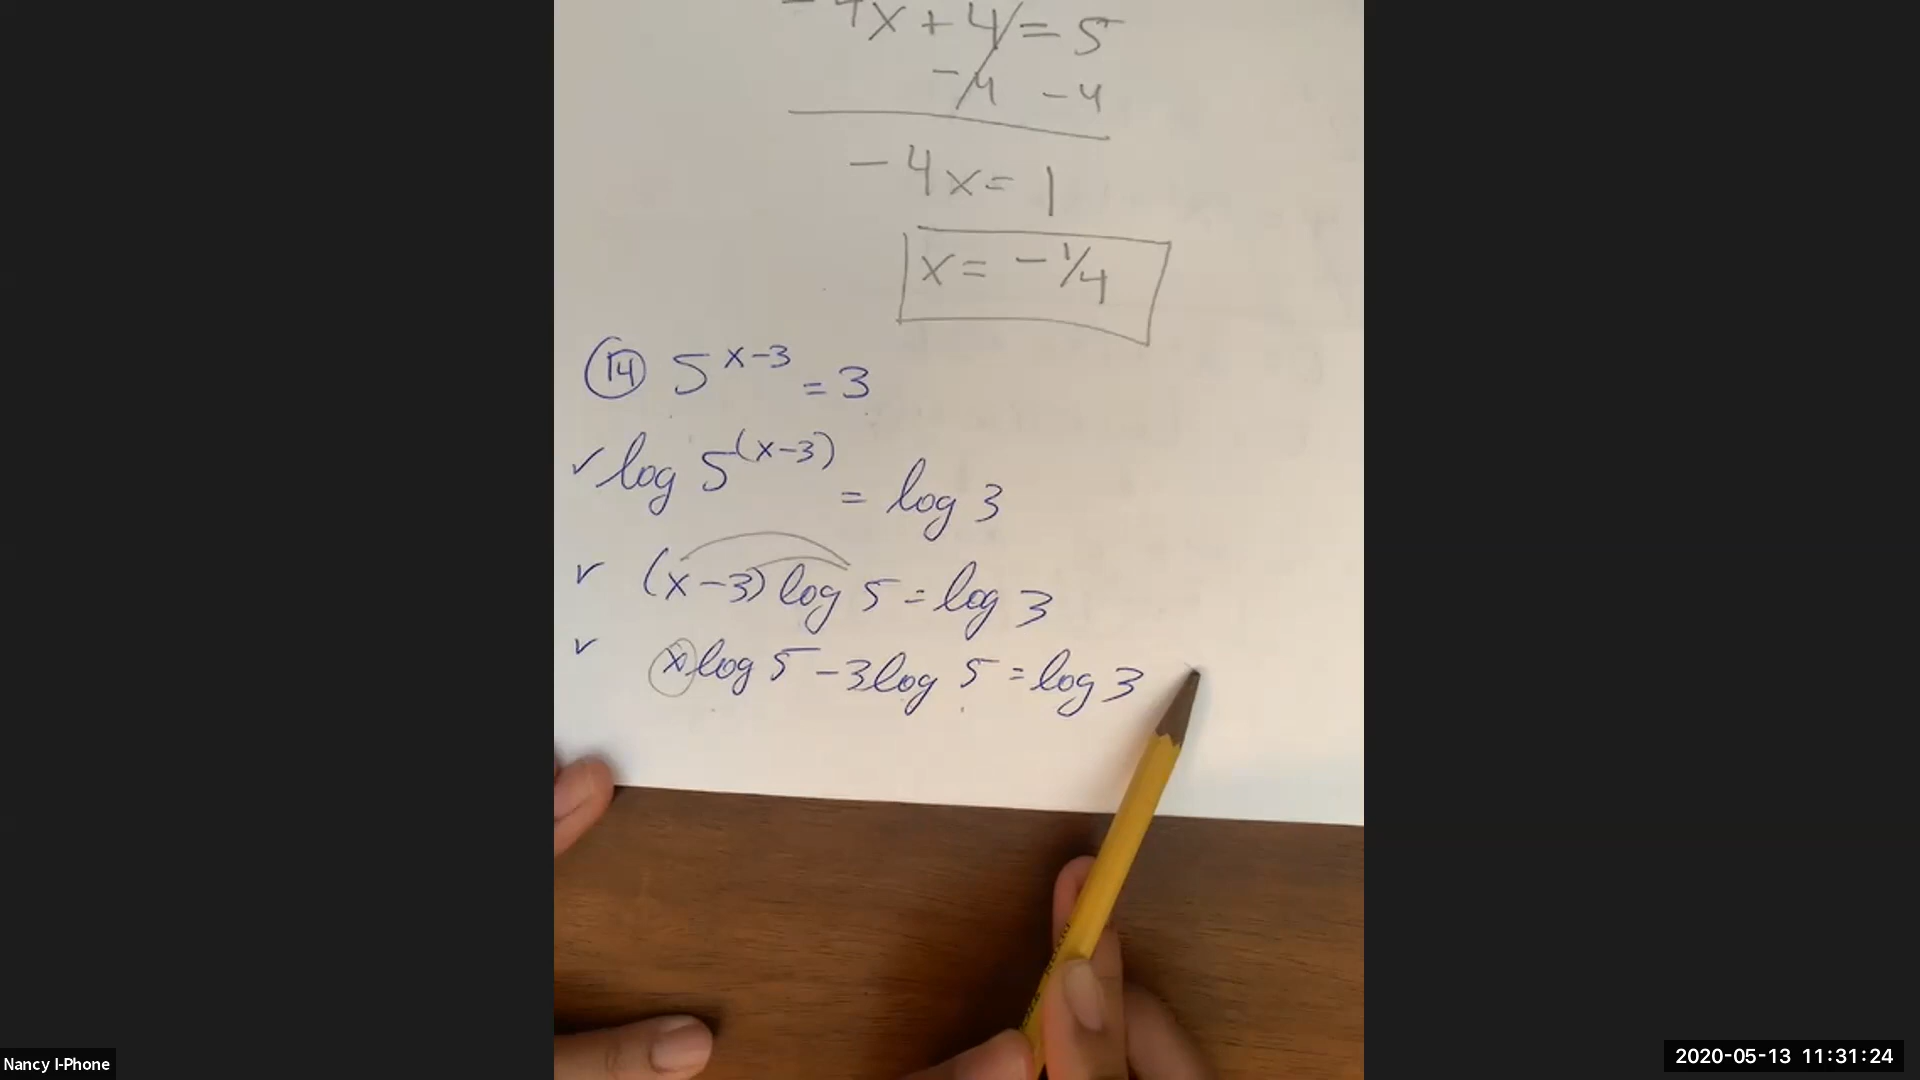 -4x + 4 = 5
-4 -4
-4x = 1
x = -1/4
14 5^x-3 = 3
✓ log 5^(x-3) = log 3
✓ (x-3) log 5 = log 3
✓ x log 5 - 3 log 5 = log 3
Nancy I-Phone
2020-05-13 11:31:24